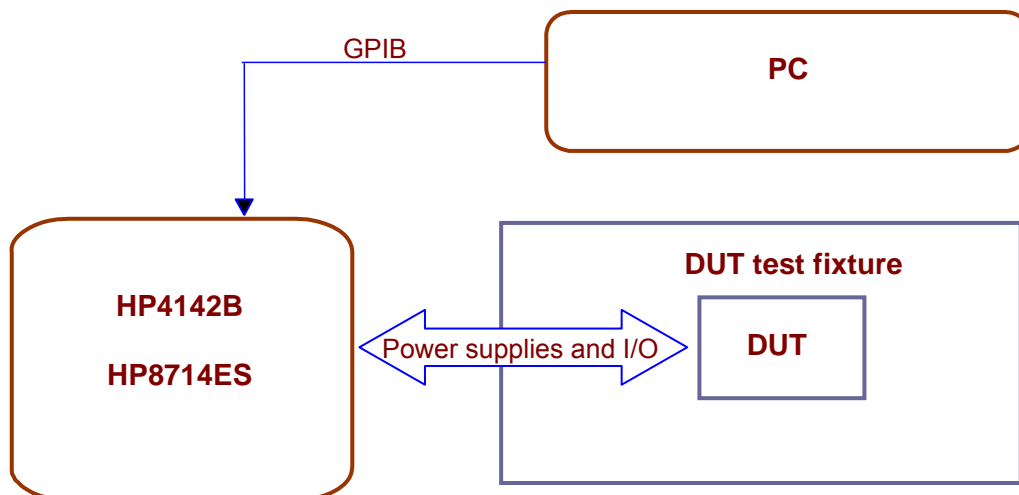 GPIB
PC
DUT test fixture
HP4142B
HP8714ES
Power supplies and I/O
DUT